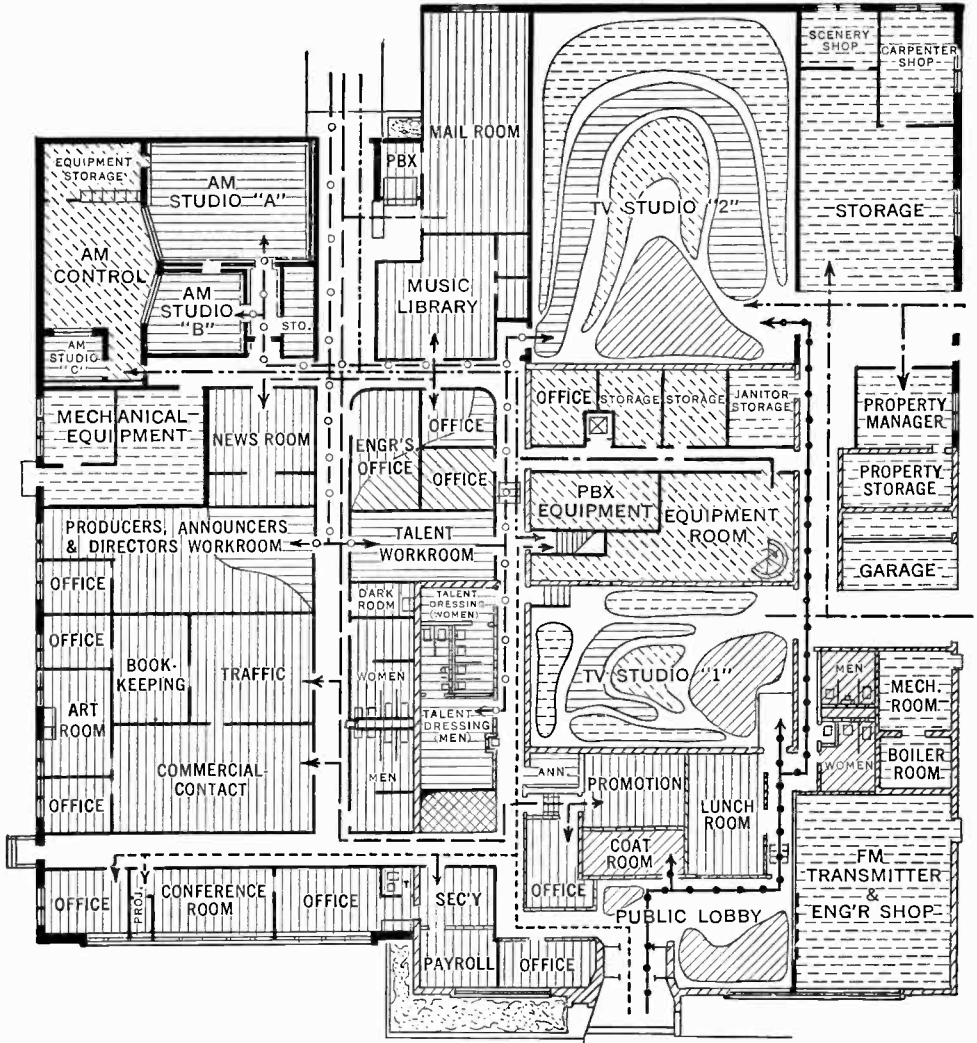 SCENERY
SHOP
CARPENTER
SHOP
MAIL ROOM
PBX
EQUIPMENT
STORAGE
AM
STUDIO "A"
TV STUDIO "2"
STORAGE
AM
CONTROL
MUSIC
LIBRARY
AM
STUDIO
"B"
STO.
AM
STUDIO
"C"
OFFICE
STORAGE
STORAGE
JANITOR
STORAGE
PROPERTY
MANAGER
MECHANICAL
EQUIPMENT
NEWS ROOM
OFFICE
ENGR'S
OFFICE
OFFICE
PROPERTY
STORAGE
PBX
EQUIPMENT
EQUIPMENT
ROOM
PRODUCERS, ANNOUNCERS
& DIRECTORS WORKROOM
TALENT
WORKROOM
GARAGE
OFFICE
DARK
ROOM
TALENT
DRESSING
(WOMEN)
OFFICE
BOOK-
KEEPING
TRAFFIC
WOMEN
TV STUDIO "1"
MEN
MECH.
ROOM
ART
ROOM
TALENT
DRESSING
(MEN)
WOMEN
BOILER
ROOM
COMMERCIAL-
CONTACT
MEN
ANN.
PROMOTION
LUNCH
ROOM
OFFICE
COAT
ROOM
FM
TRANSMITTER
&
ENG'R SHOP
OFFICE
OFFICE
PROJ.
CONFERENCE
ROOM
OFFICE
SEC'Y
PUBLIC LOBBY
PAYROLL
OFFICE